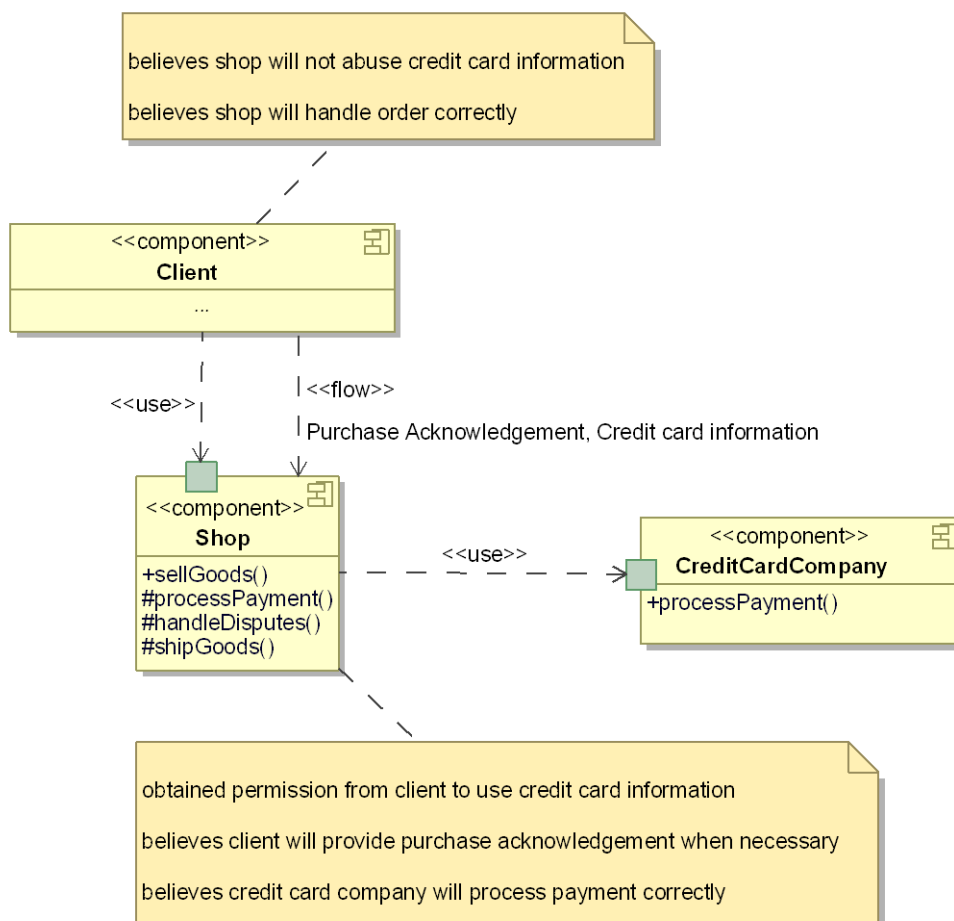 believes shop will not abuse credit card information
believes shop will handle order correctly
<<component>>
Client
...
<<use>>
<<flow>>
Purchase Acknowledgement, Credit card information
<<component>>
Shop
+sellGoods()
#processPayment()
#handleDisputes()
#shipGoods()
<<use>>
<<component>>
CreditCardCompany
+processPayment()
obtained permission from client to use credit card information
believes client will provide purchase acknowledgement when necessary
believes credit card company will process payment correctly